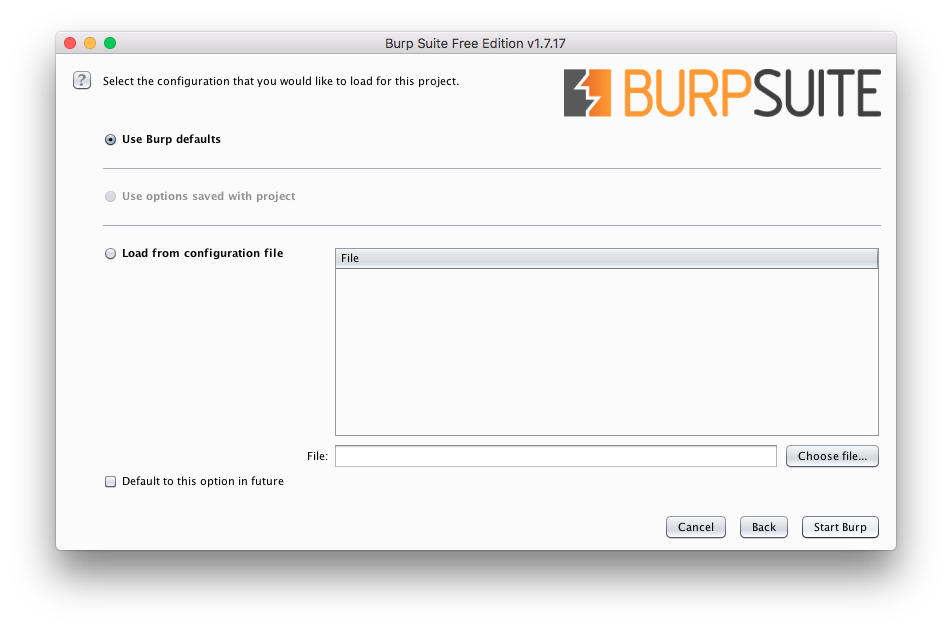 Burp Suite Free Edition v1.7.17
?
Select the configuration that you would like to load for this project.
BURPSUITE
Use Burp defaults
Use options saved with project
Load from configuration file
File
File:
Choose file...
Default to this option in future
Cancel
Back
Start Burp